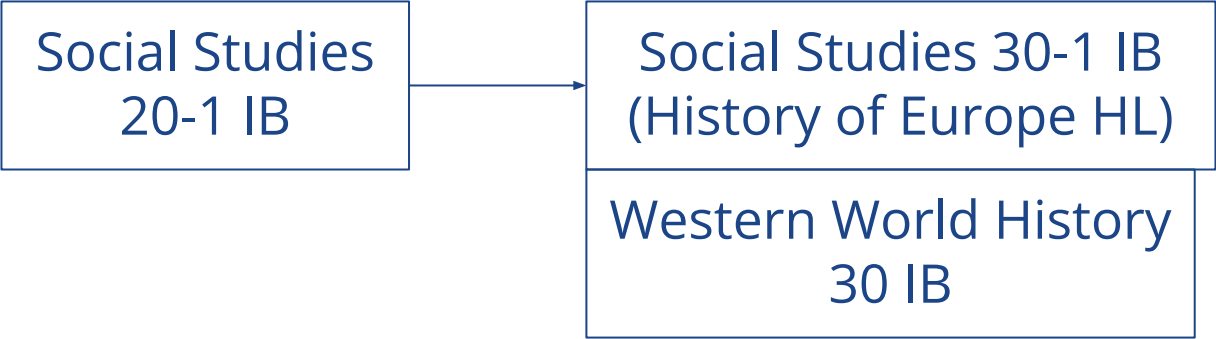 Social Studies
20-1 IB
Social Studies 30-1 IB
(History of Europe HL)
Western World History
30 IB